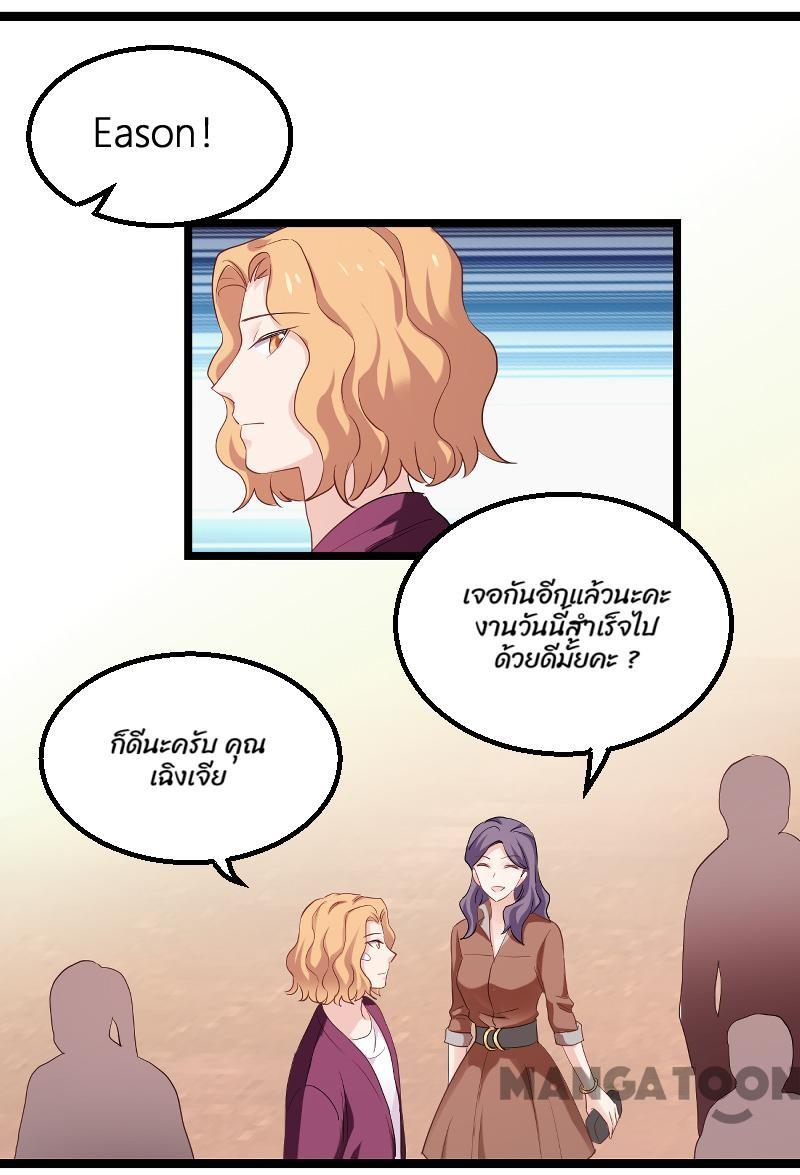 Eason!
เจอกันอีกแล้วนะคะ
งานวันนี้สำเร็จไป
ด้วยดีมั้ยคะ ?
ก็ดีนะครับ คุณ
เฉิงเจีย
MANGATOON